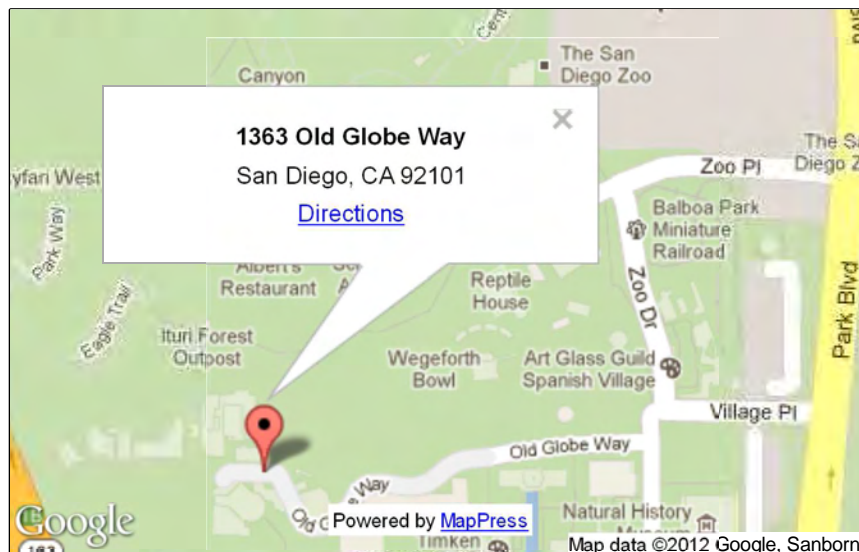 The San
Diego Zoo
Canyon
1363 Old Globe Way
San Diego, CA 92101
Directions
Zoo Pl
yfari West
Balboa Park
Miniature
Railroad
Park Way
Zoo Dr
Park Blvd
Restaurant
Reptile
House
Eagle Trail
Ituri Forest
Outpost
Wegeforth
Bowl
Art Glass Guild
Spanish Village
Village Pl
Old Globe Way
Way
Google
Powered by MapPress
Natural History
Timken
Map data ©2012 Google, Sanborn
163